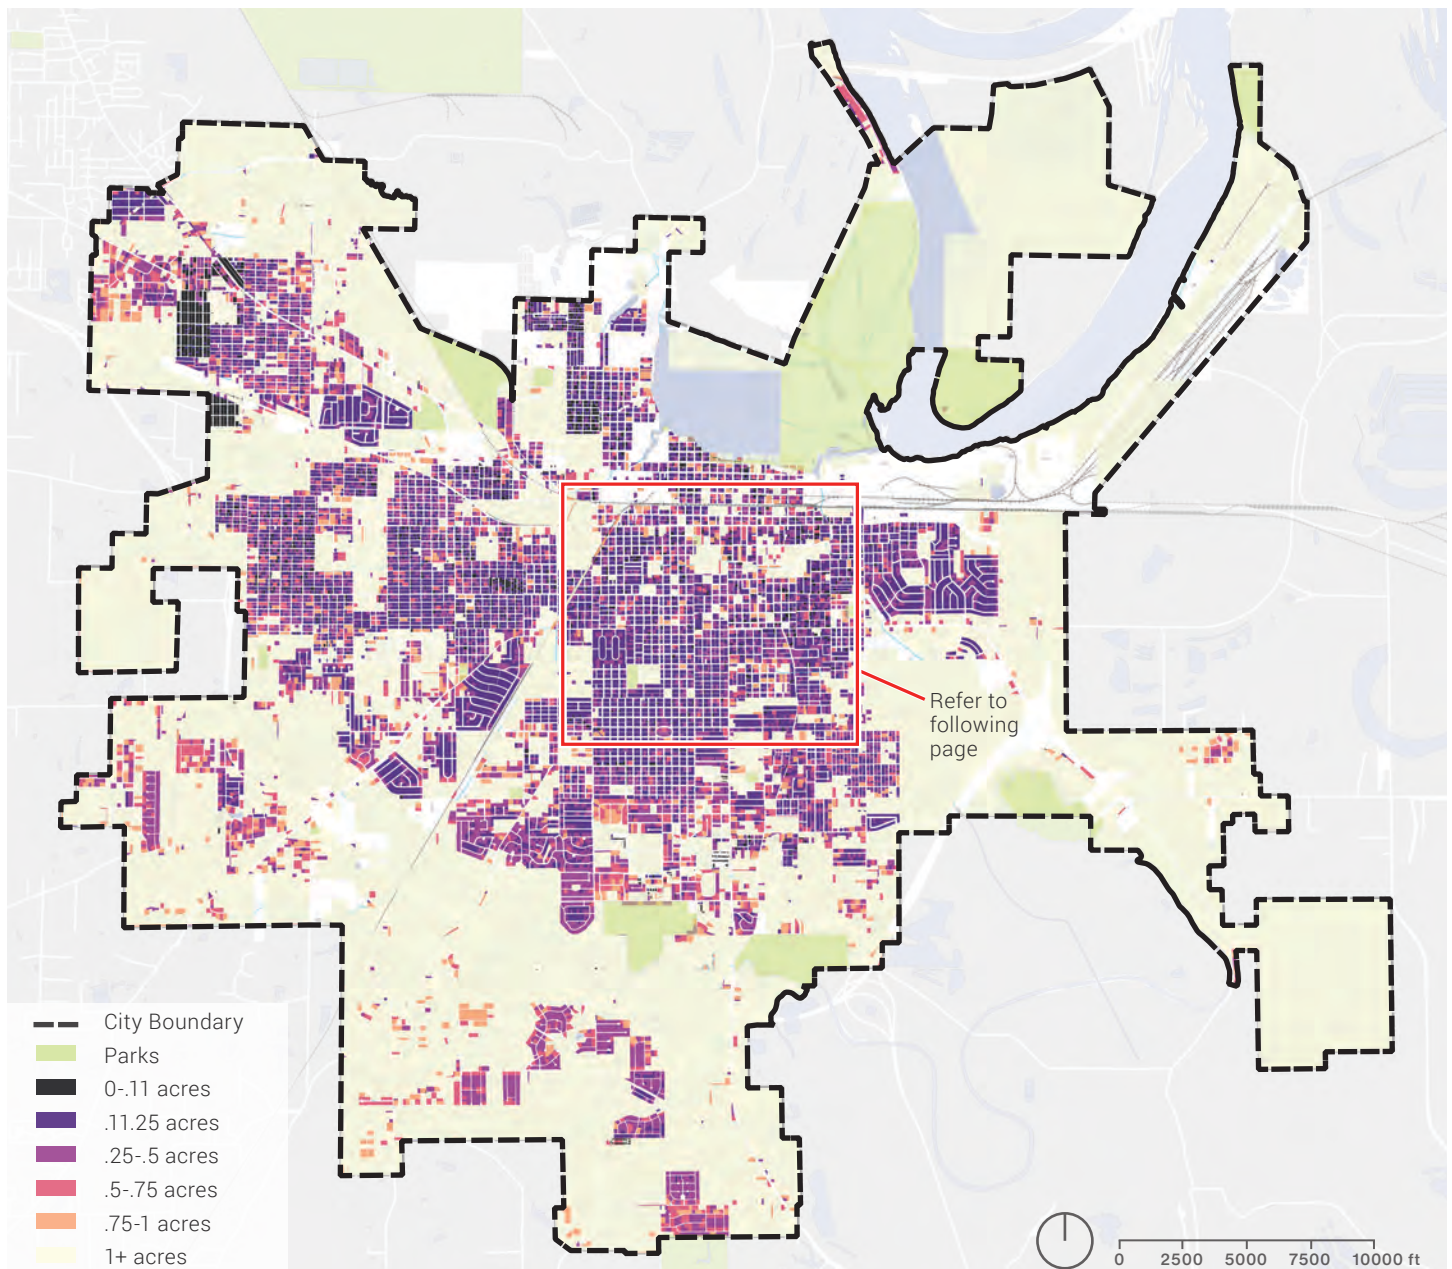 Refer to
following
page
City Boundary
Parks
0-.11 acres
.11.25 acres
.25-.5 acres
.5-.75 acres
.75-1 acres
1+ acres
0 2500 5000 7500 10000 ft